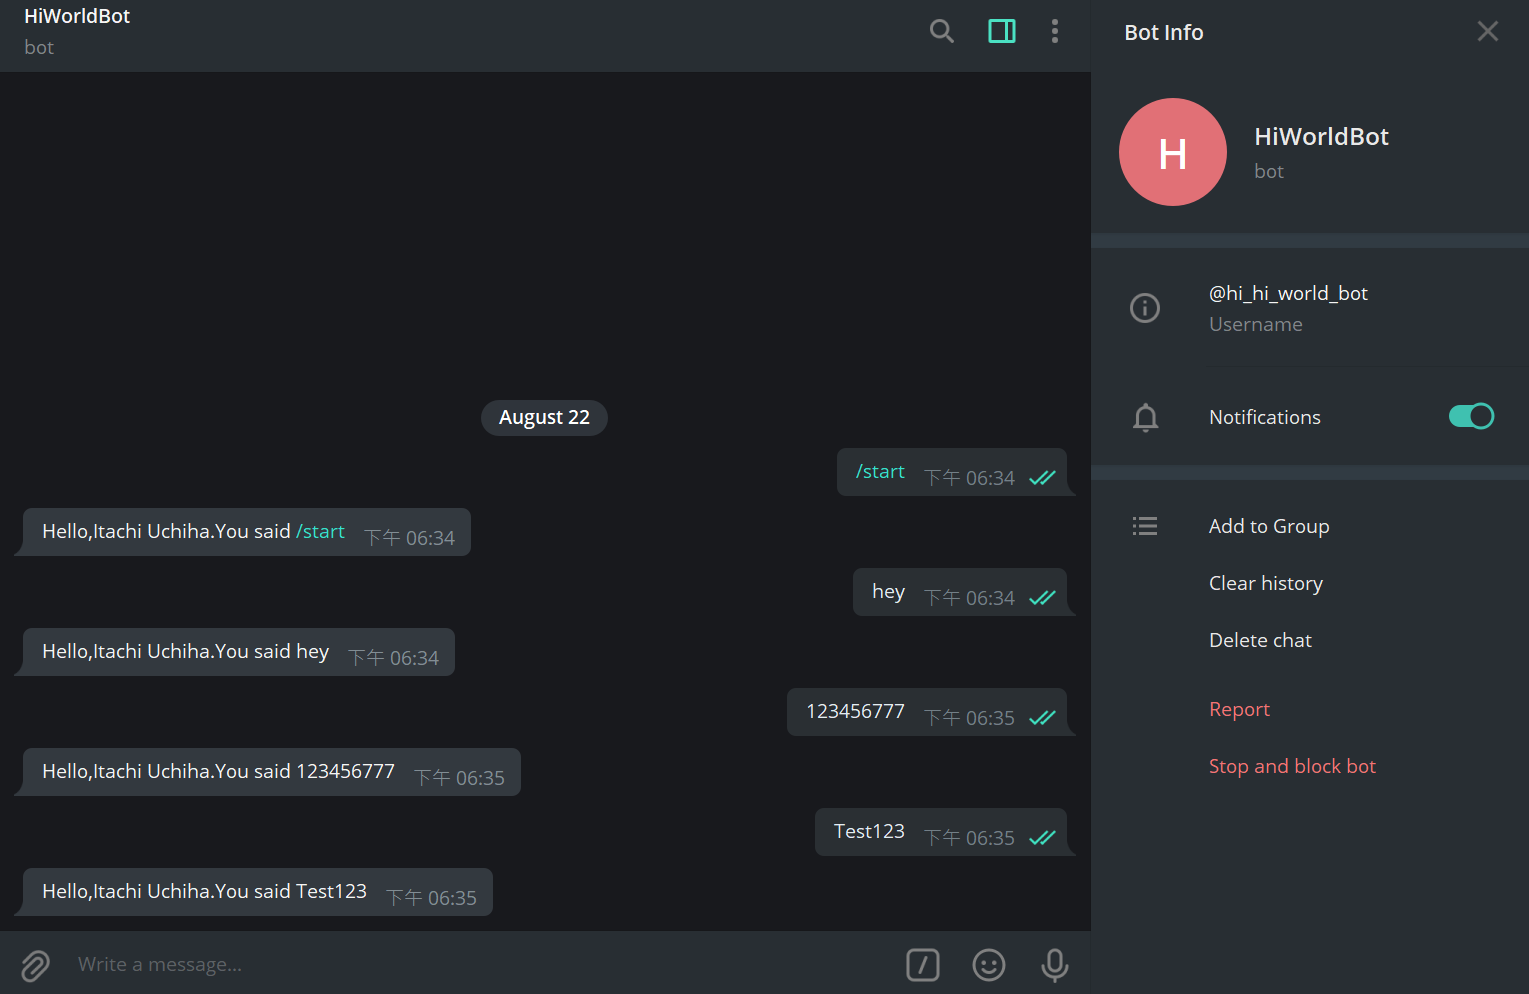 HiWorldBot
bot
August 22
/start 下午 06:34
Hello,Itachi Uchiha.You said /start 下午 06:34
hey 下午 06:34
Hello,Itachi Uchiha.You said hey 下午 06:34
123456777 下午 06:35
Hello,Itachi Uchiha.You said 123456777 下午 06:35
Test123 下午 06:35
Hello,Itachi Uchiha.You said Test123 下午 06:35
Write a message...
Bot Info
H
HiWorldBot
bot
@hi_hi_world_bot
Username
Notifications
Add to Group
Clear history
Delete chat
Report
Stop and block bot